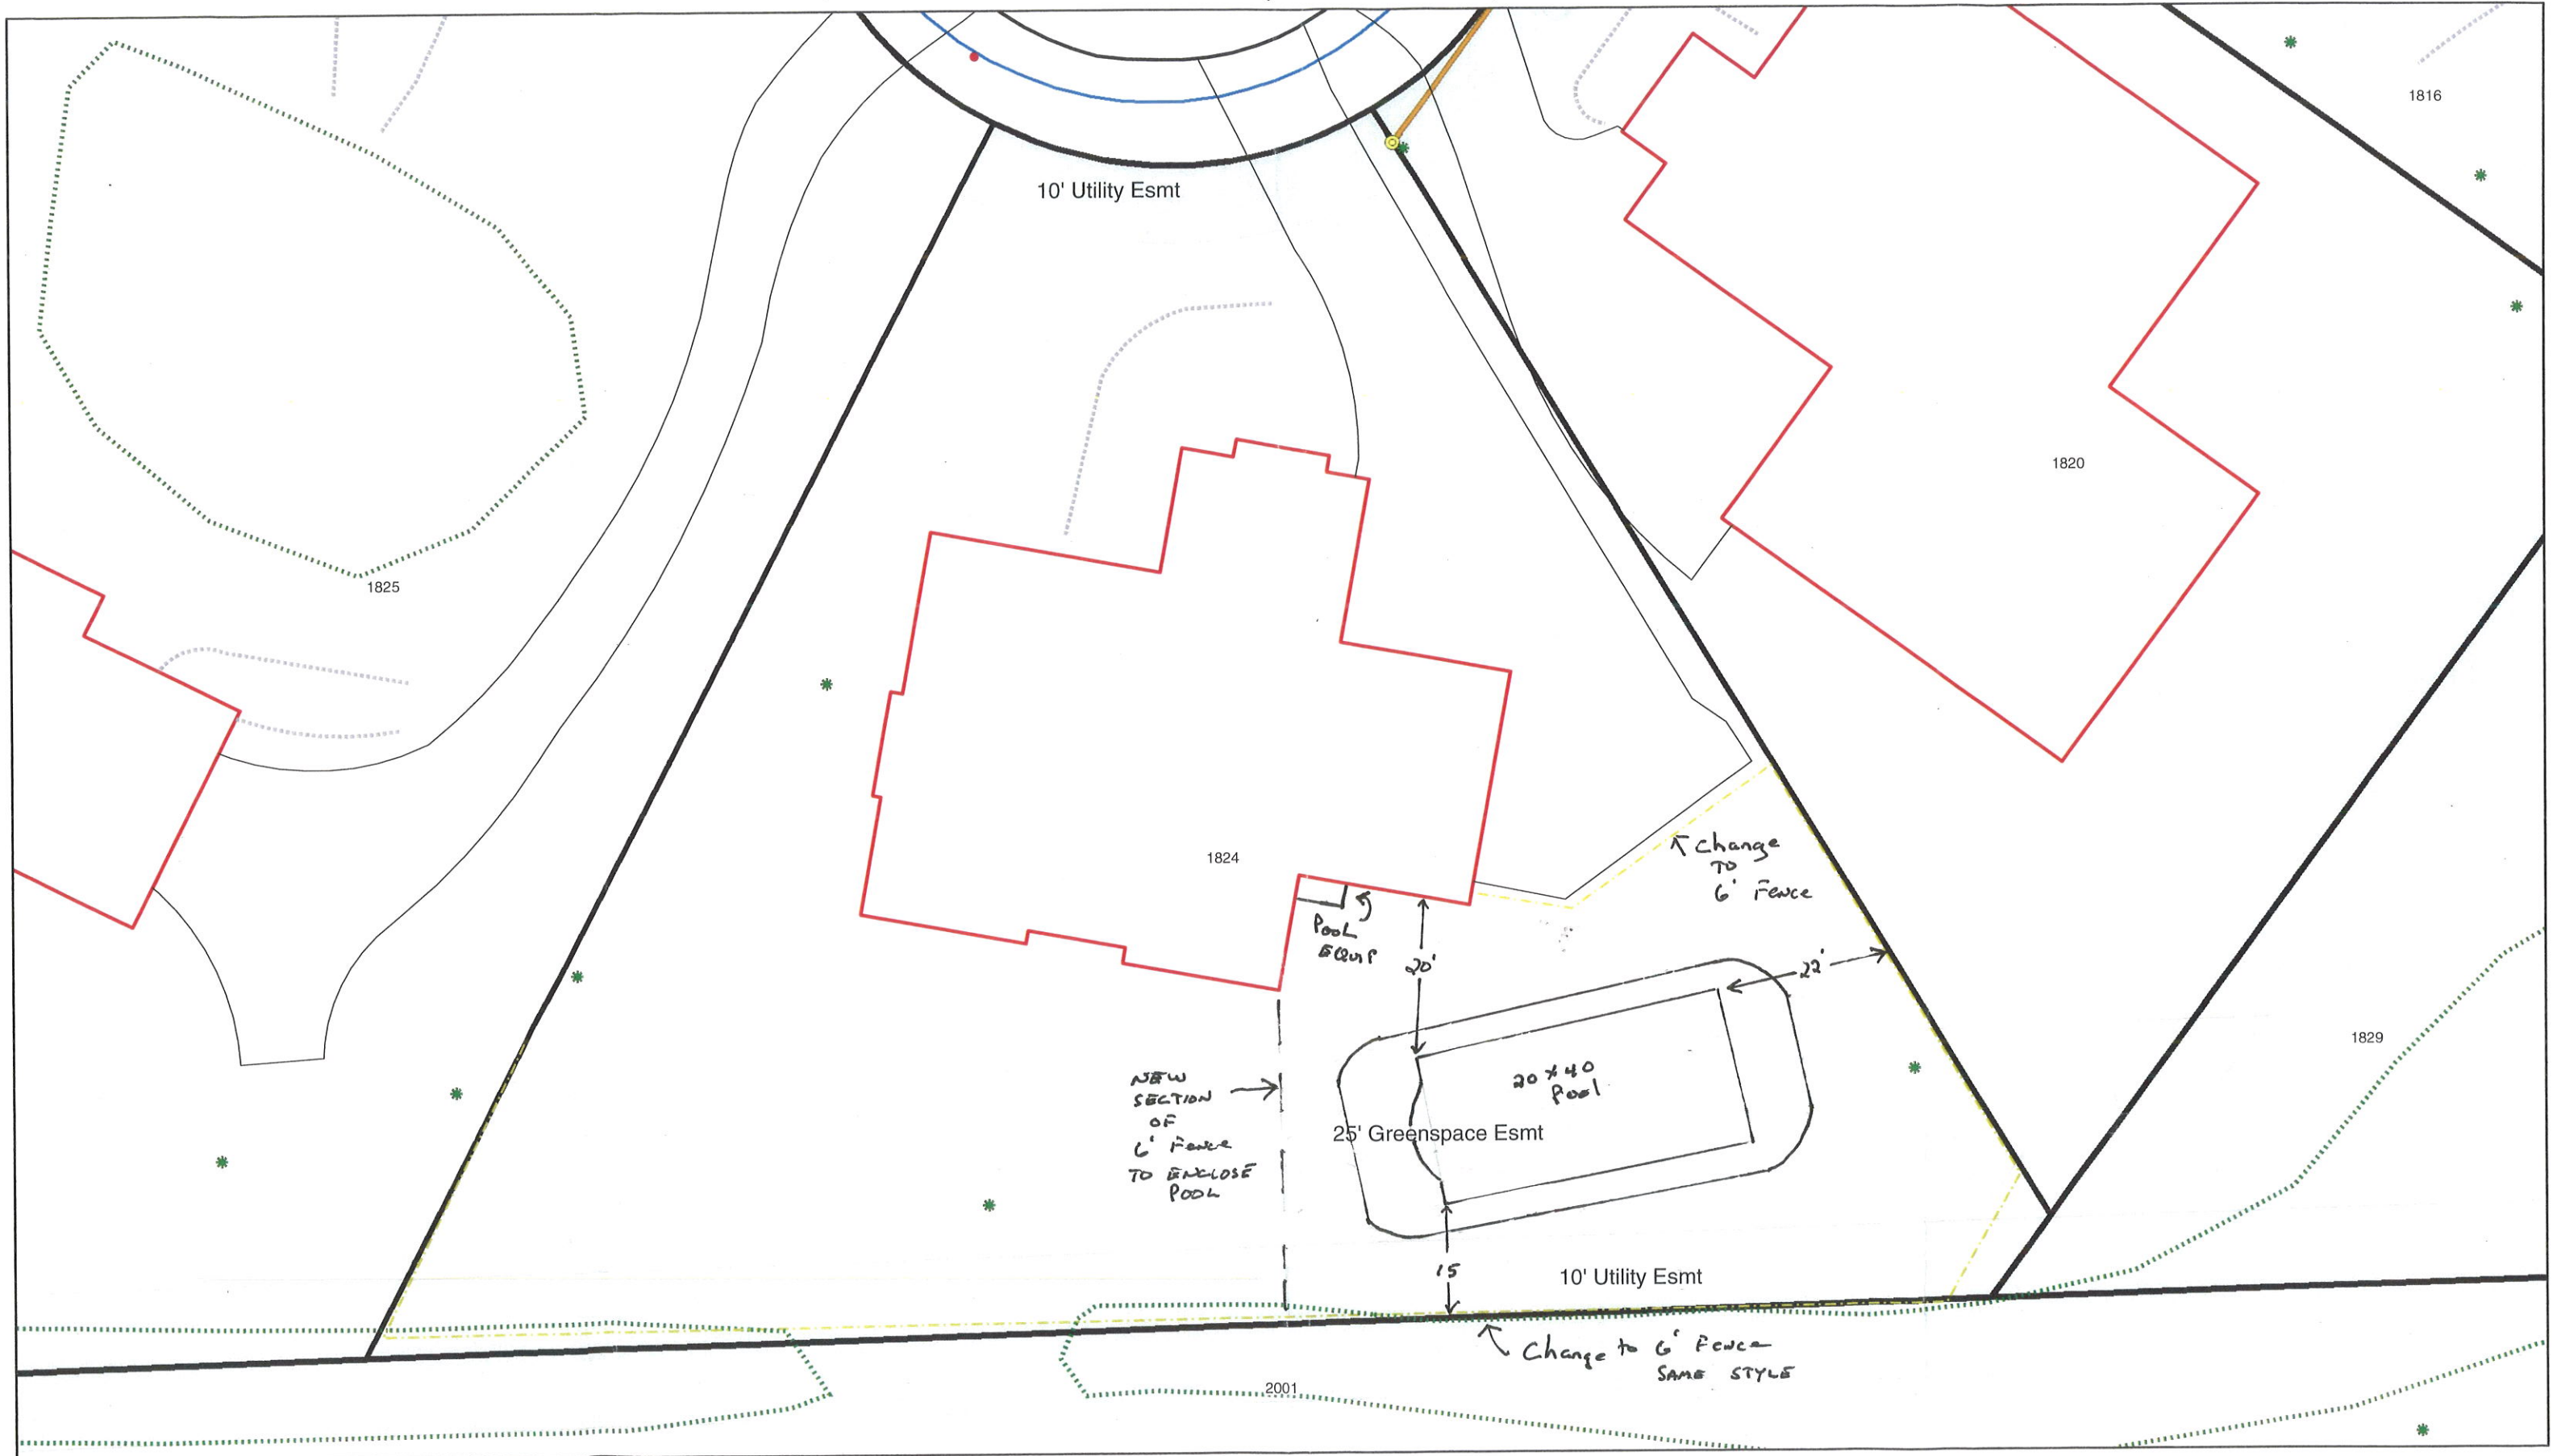 1816
10' Utility Esmt
1820
1825
1824
Change
TO
6' Fence
POOL
EQUIP
20'
22'
1829
NEW
SECTION
OF
6' Fence
TO ENCLOSE
POOL
20 x 40
Pool
25' Greenspace Esmt
15
10' Utility Esmt
Change to 6' Fence
SAME STYLE
2001